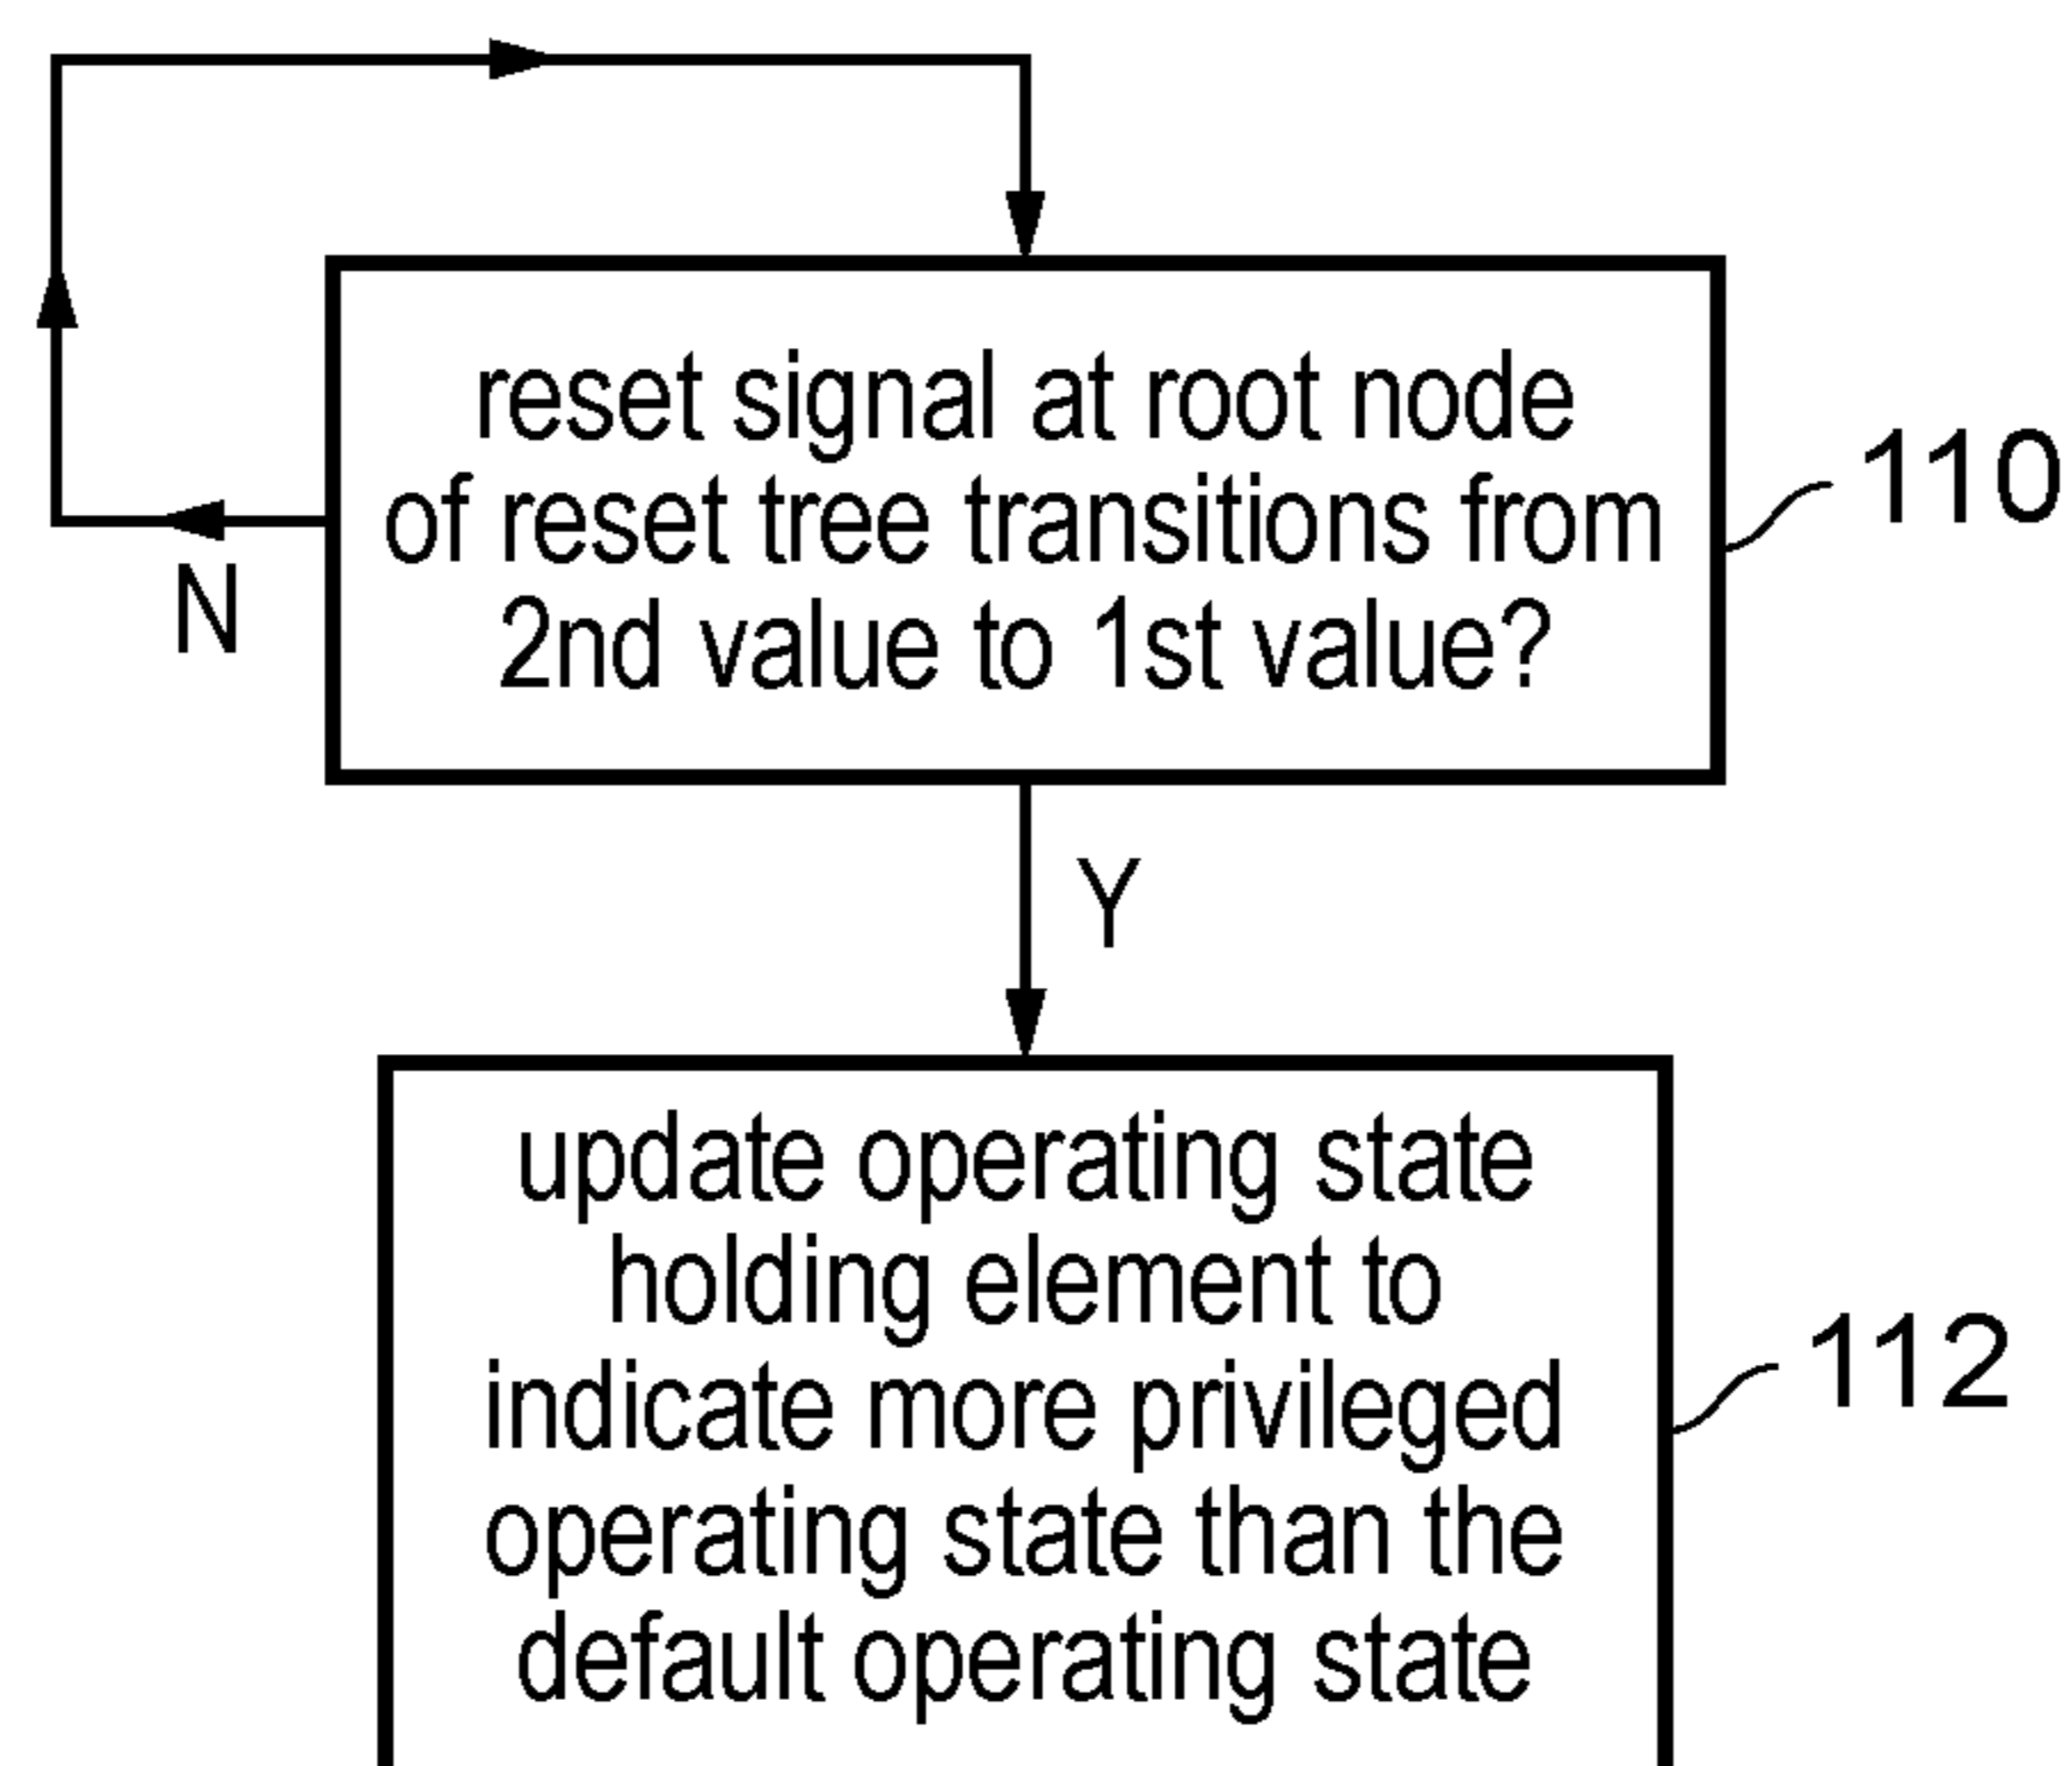 reset signal at root node
of reset tree transitions from
2nd value to 1st value?
110
N
Y
update operating state
holding element to
indicate more privileged
operating state than the
default operating state
112